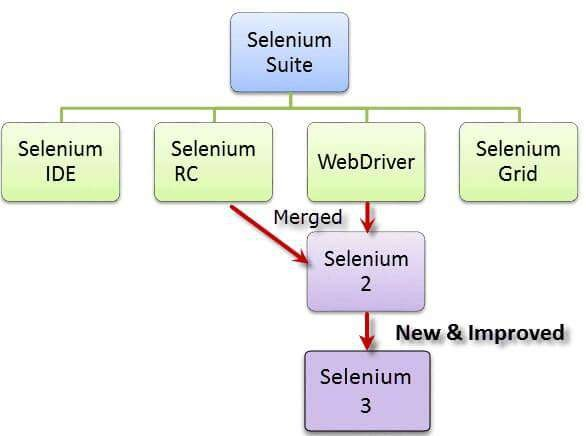 Selenium
Suite
Selenium
IDE
Selenium
RC
WebDriver
Selenium
Grid
Merged
Selenium
2
New & Improved
Selenium
3